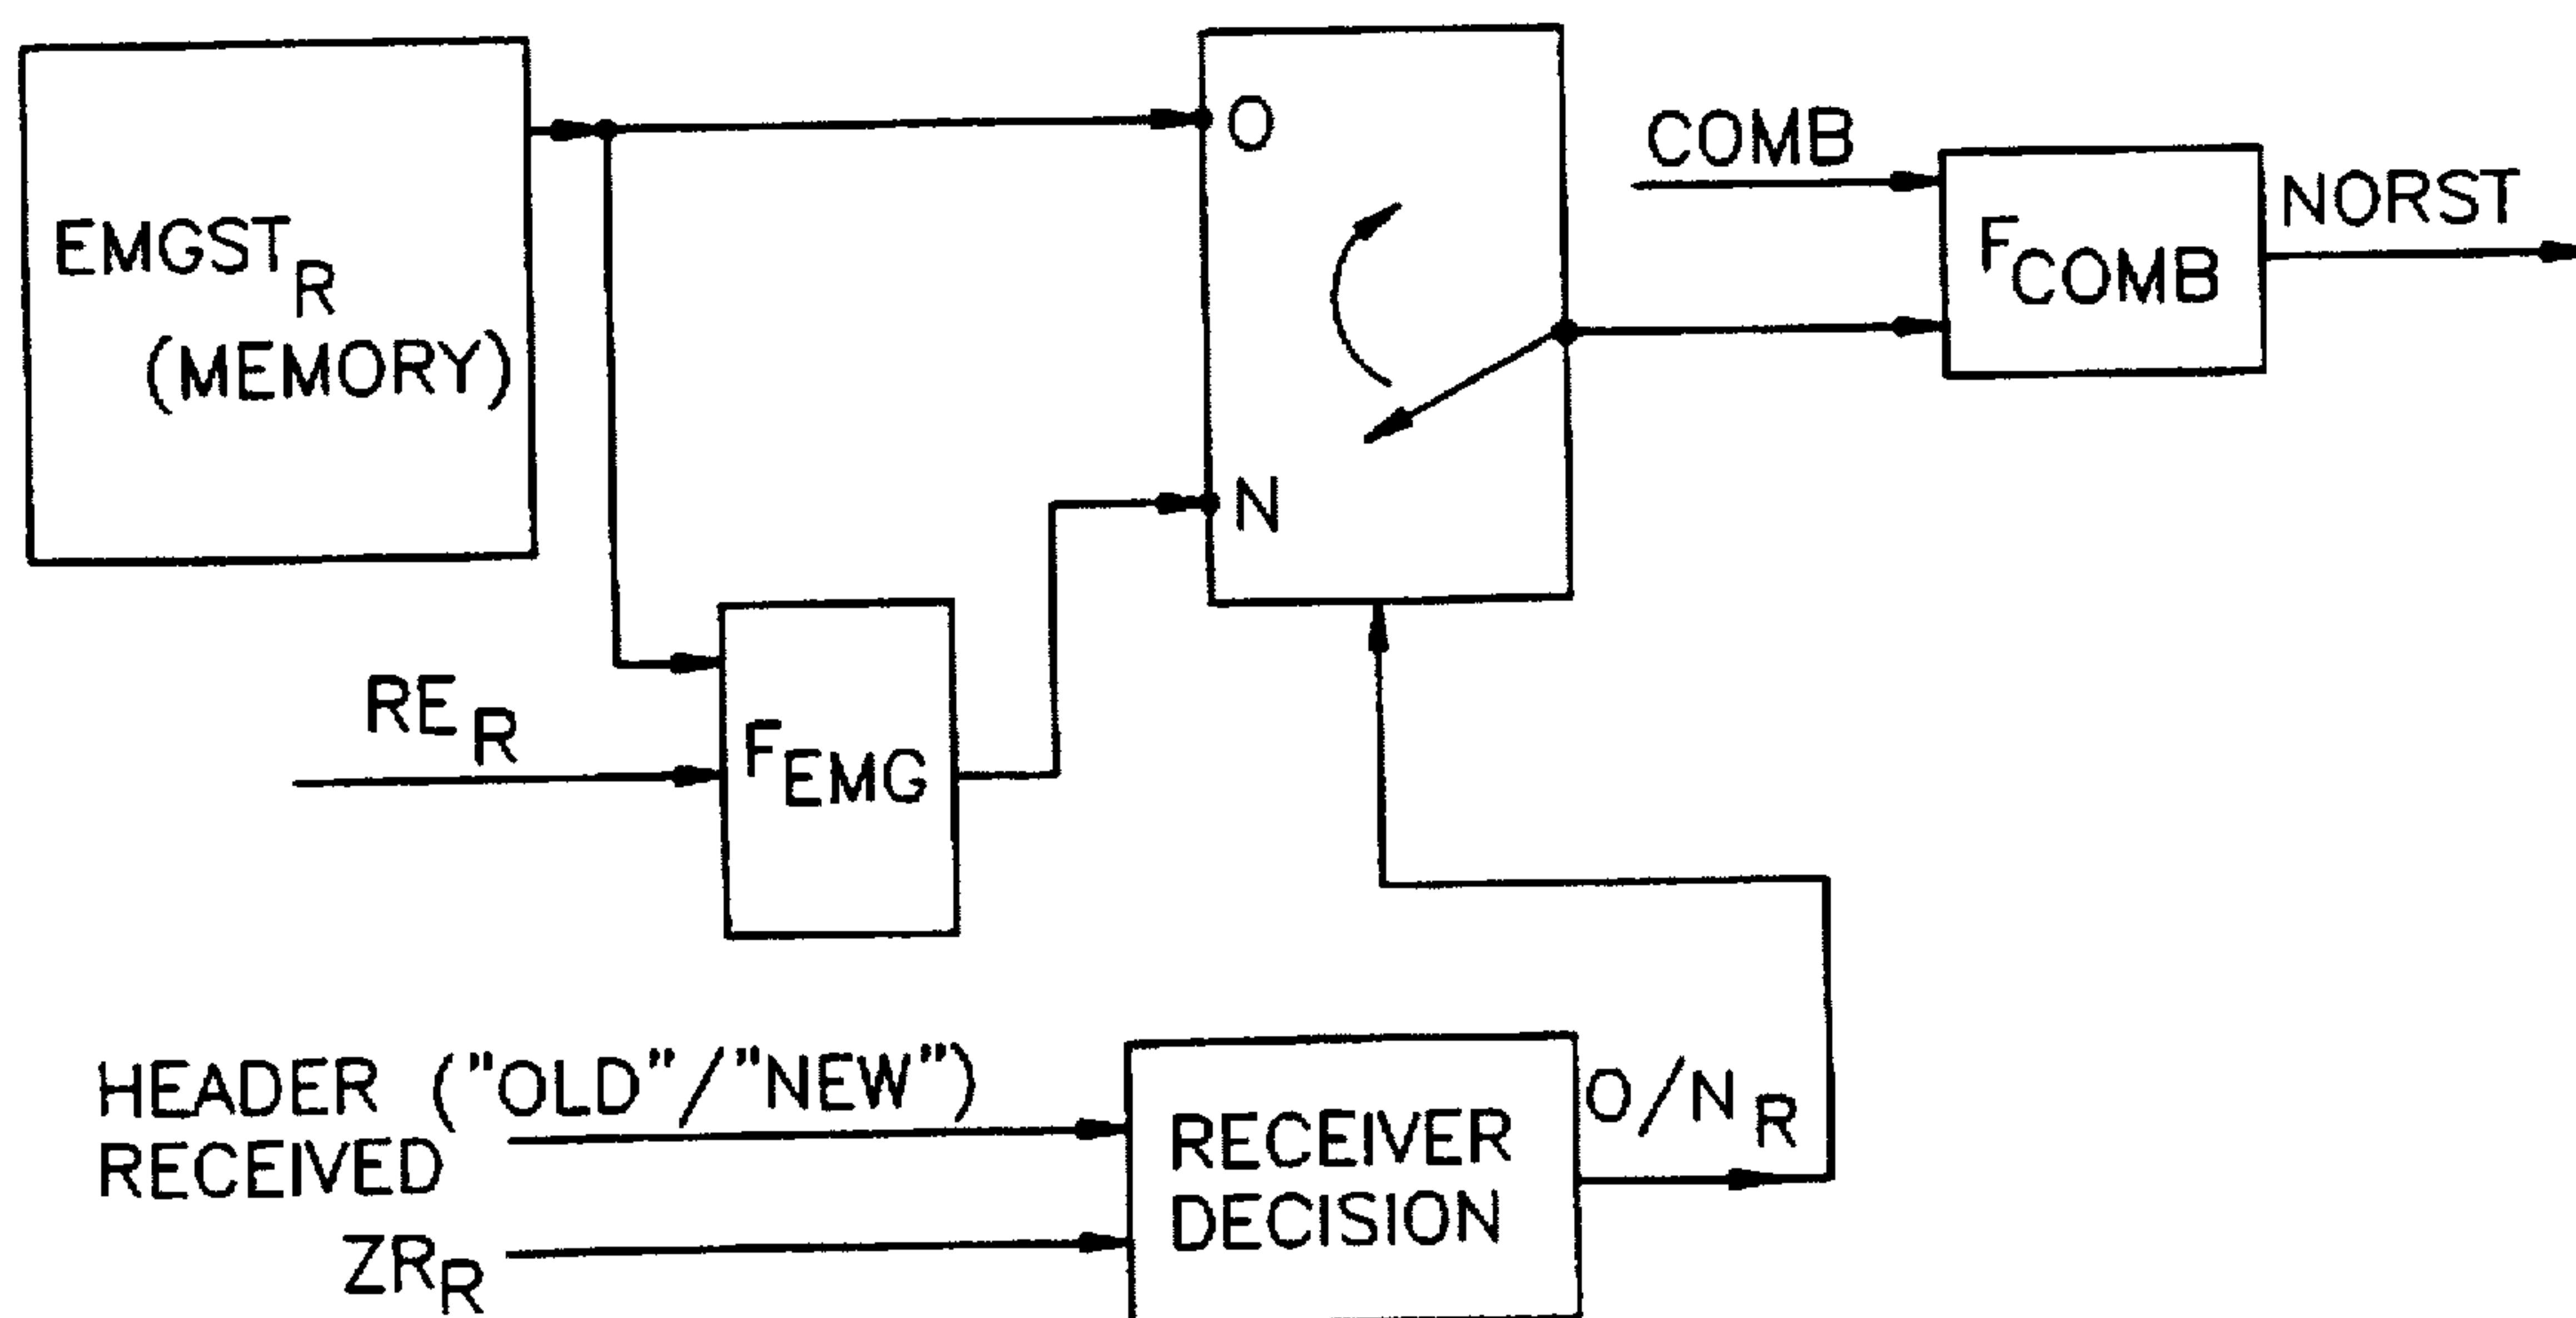 EMGST_R
(MEMORY)
O
N
COMB
F_COMB
NORST
RE_R
F_EMG
HEADER ("OLD"/"NEW")
RECEIVED
ZR_R
RECEIVER
DECISION
O/N_R